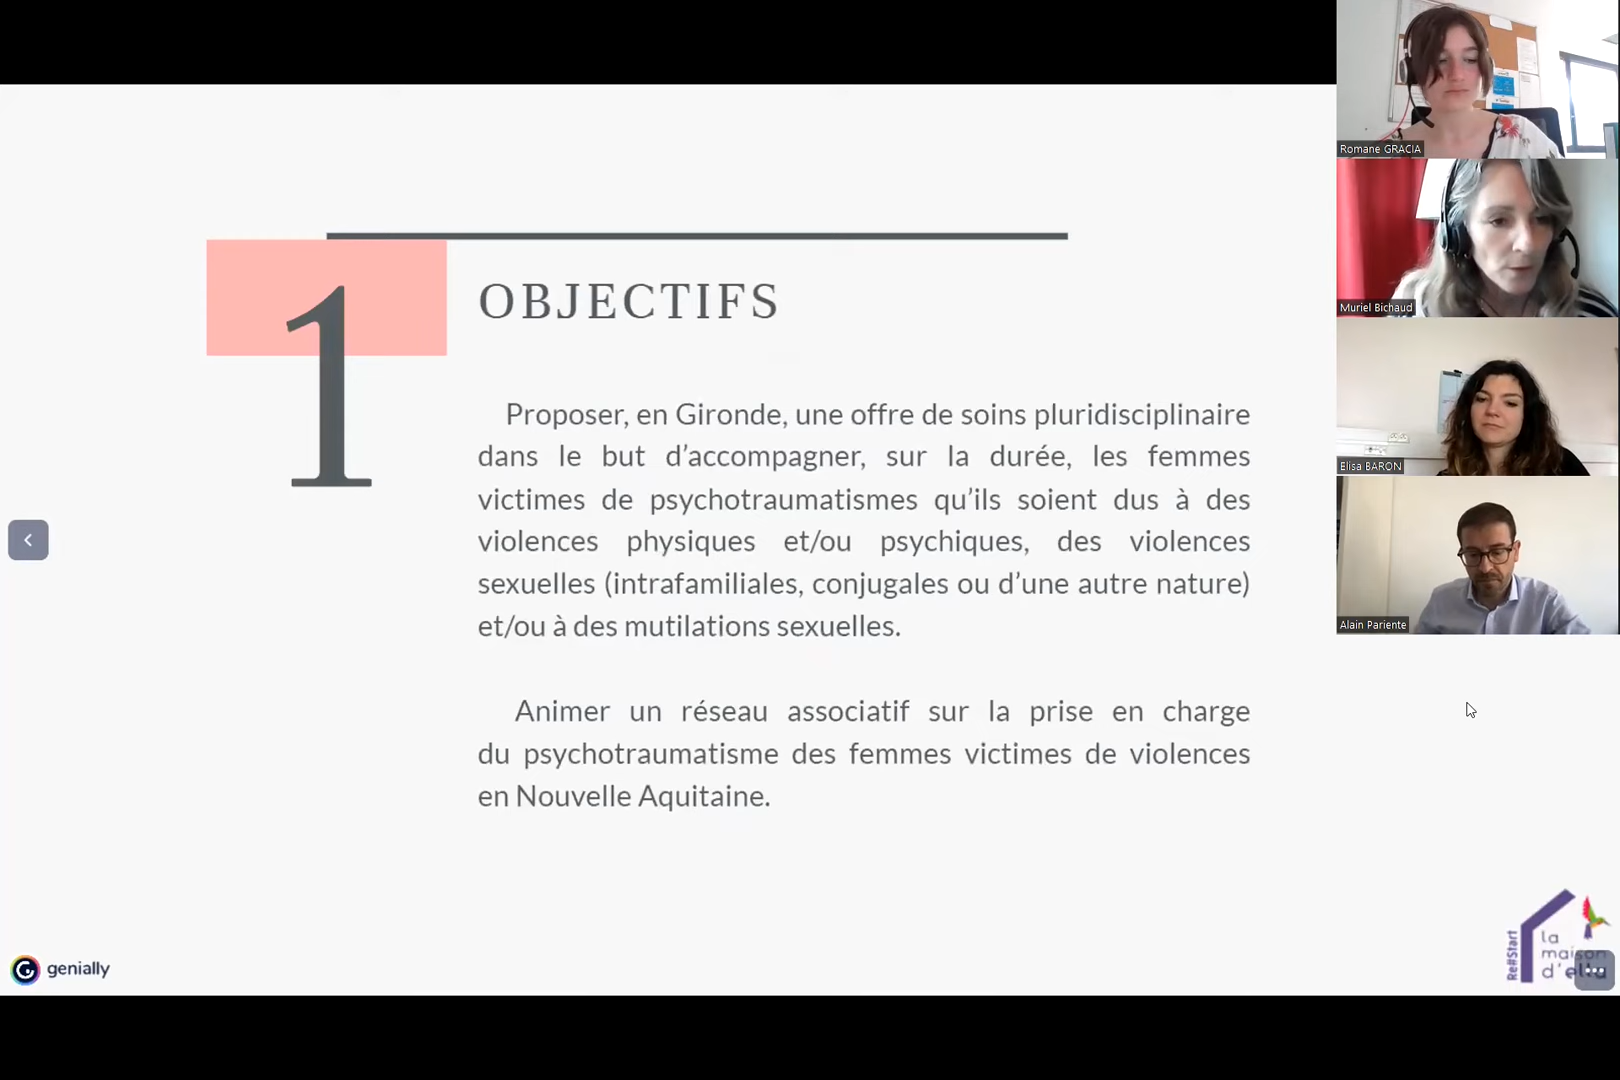 1
OBJECTIFS
Proposer, en Gironde, une offre de soins pluridisciplinaire
dans le but d’accompagner, sur la durée, les femmes
victimes de psychotraumatismes qu’ils soient dus à des
violences physiques et/ou psychiques, des violences
sexuelles (intrafamiliales, conjugales ou d’une autre nature)
et/ou à des mutilations sexuelles.
Animer un réseau associatif sur la prise en charge
du psychotraumatisme des femmes victimes de violences
en Nouvelle Aquitaine.
genially
Re#Start
la
maison
d'ella
Romane GRACIA
Muriel Bichaud
Elisa BARON
Alain Pariente